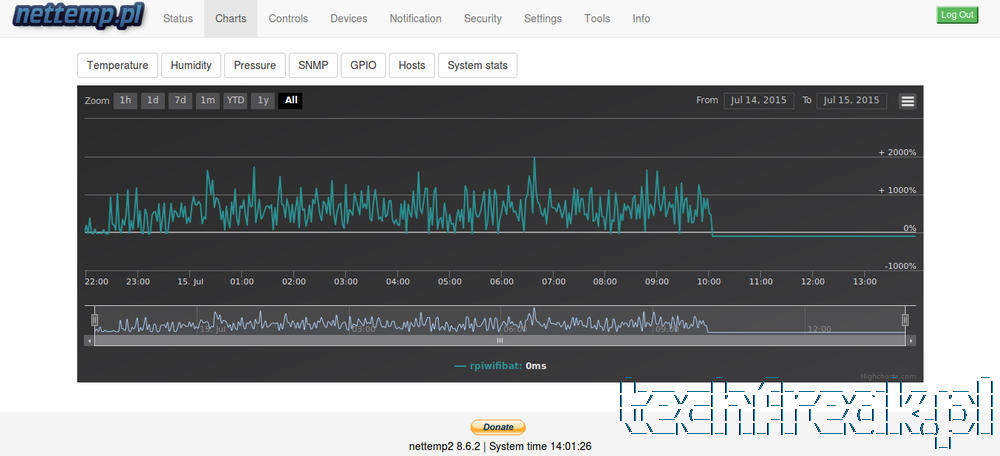 nettemp.pl Status Charts Controls Devices Notification Security Settings Tools Info Log Out
Temperature Humidity Pressure SNMP GPIO Hosts System stats
Zoom 1h 1d 7d 1m YTD 1y All From Jul 14, 2015 To Jul 15, 2015
+ 2000%
+ 1000%
0%
-1000%
22:00 23:00 15. Jul 01:00 02:00 03:00 04:00 05:00 06:00 07:00 08:00 09:00 10:00 11:00 12:00 13:00
15. Jul 03:00 06:00 09:00 12:00
rpiwifibat: 0ms
Highcharts.com
techfreak.pl
Donate
nettemp2 8.6.2 | System time 14:01:26